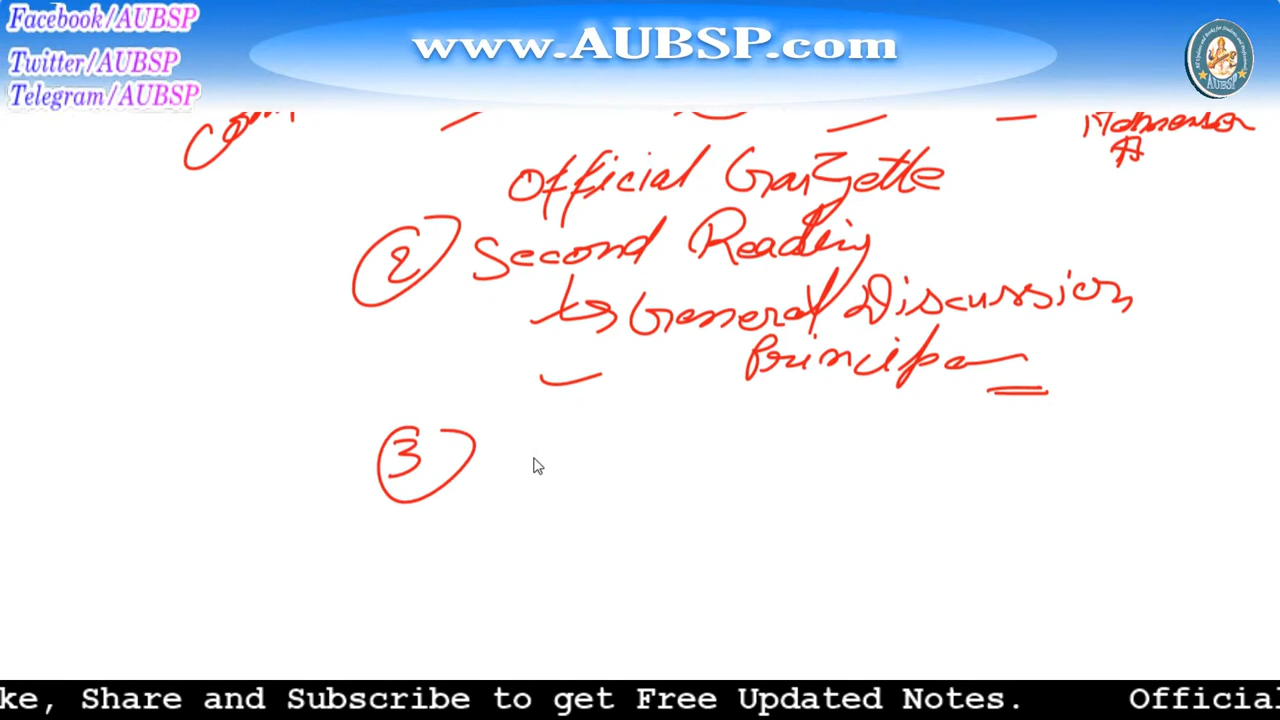 Facebook/AUBSP
Twitter/AUBSP
Telegram/AUBSP
www.AUBSP.com
AUBSP
Official Gazette
2 Second Reading
General Discussion
3
ke, Share and Subscribe to get Free Updated Notes. Official